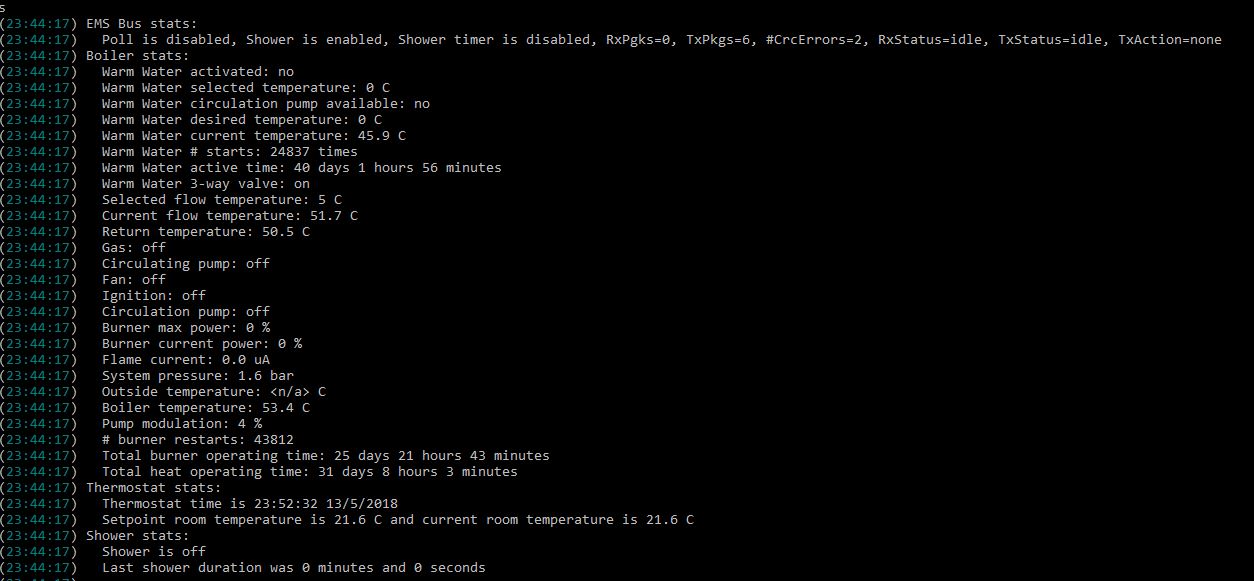 s
(23:44:17) EMS Bus stats:
(23:44:17)   Poll is disabled, Shower is enabled, Shower timer is disabled, RxPgks=0, TxPkgs=6, #CrcErrors=2, RxStatus=idle, TxStatus=idle, TxAction=none
(23:44:17) Boiler stats:
(23:44:17)   Warm Water activated: no
(23:44:17)   Warm Water selected temperature: 0 C
(23:44:17)   Warm Water circulation pump available: no
(23:44:17)   Warm Water desired temperature: 0 C
(23:44:17)   Warm Water current temperature: 45.9 C
(23:44:17)   Warm Water # starts: 24837 times
(23:44:17)   Warm Water active time: 40 days 1 hours 56 minutes
(23:44:17)   Warm Water 3-way valve: on
(23:44:17)   Selected flow temperature: 5 C
(23:44:17)   Current flow temperature: 51.7 C
(23:44:17)   Return temperature: 50.5 C
(23:44:17)   Gas: off
(23:44:17)   Circulating pump: off
(23:44:17)   Fan: off
(23:44:17)   Ignition: off
(23:44:17)   Circulation pump: off
(23:44:17)   Burner max power: 0 %
(23:44:17)   Burner current power: 0 %
(23:44:17)   Flame current: 0.0 uA
(23:44:17)   System pressure: 1.6 bar
(23:44:17)   Outside temperature: <n/a> C
(23:44:17)   Boiler temperature: 53.4 C
(23:44:17)   Pump modulation: 4 %
(23:44:17)   # burner restarts: 43812
(23:44:17)   Total burner operating time: 25 days 21 hours 43 minutes
(23:44:17)   Total heat operating time: 31 days 8 hours 3 minutes
(23:44:17) Thermostat stats:
(23:44:17)   Thermostat time is 23:52:32 13/5/2018
(23:44:17)   Setpoint room temperature is 21.6 C and current room temperature is 21.6 C
(23:44:17) Shower stats:
(23:44:17)   Shower is off
(23:44:17)   Last shower duration was 0 minutes and 0 seconds